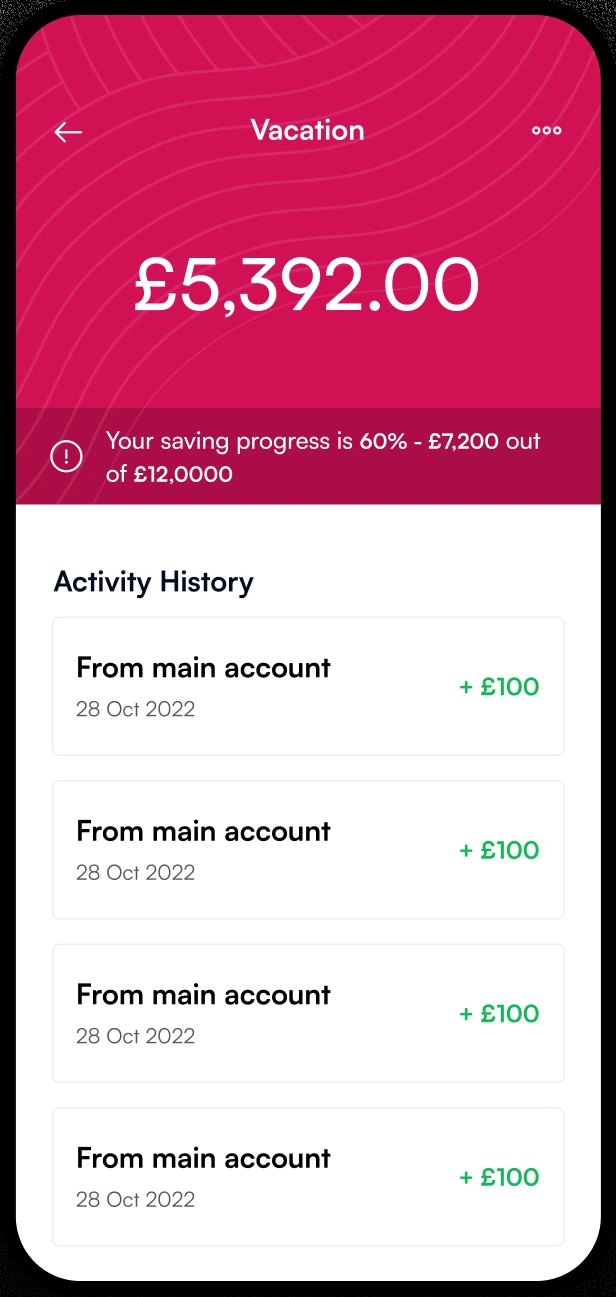 Vacation
£5,392.00
Your saving progress is 60% - £7,200 out
of £12,0000
Activity History
From main account
28 Oct 2022
+ £100
From main account
28 Oct 2022
+ £100
From main account
28 Oct 2022
+ £100
From main account
28 Oct 2022
+ £100